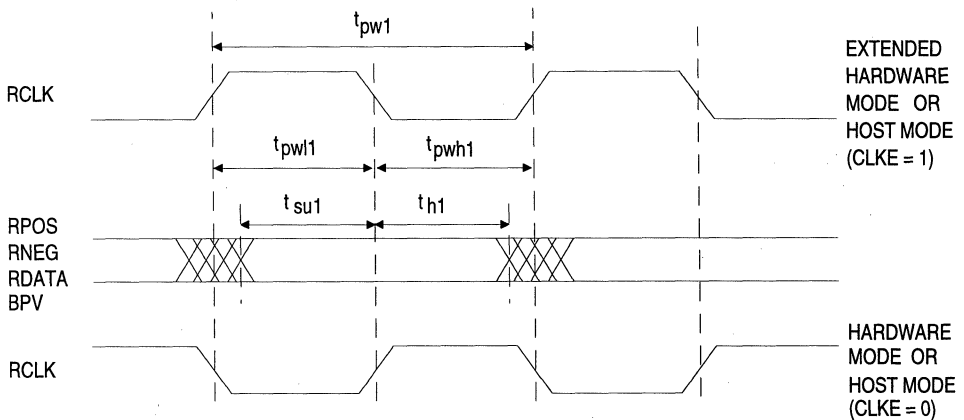 tpw1
EXTENDED
HARDWARE
MODE OR
HOST MODE
(CLKE = 1)
RCLK
tpwl1
tpwh1
tsu1
th1
RPOS
RNEG
RDATA
BPV
RCLK
HARDWARE
MODE OR
HOST MODE
(CLKE = 0)